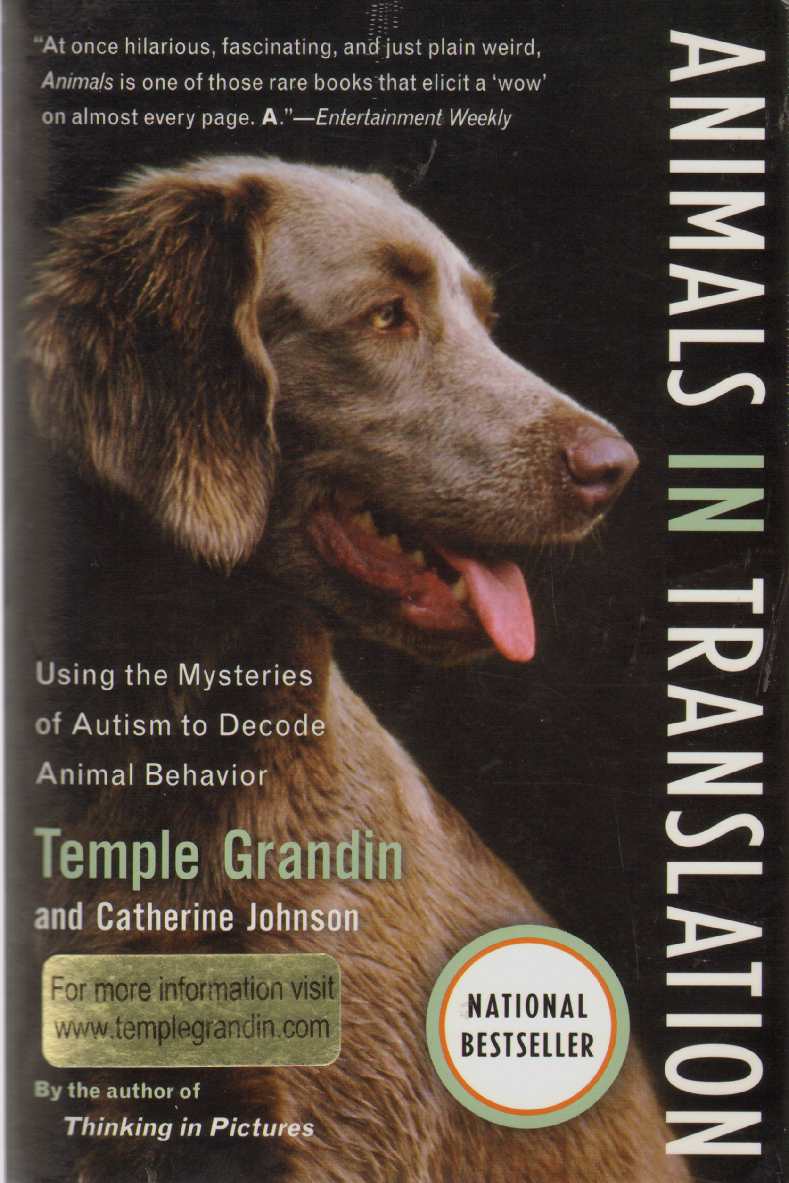 “At once hilarious, fascinating, and just plain weird,
Animals is one of those rare books that elicit a ‘wow’
on almost every page. A.”—Entertainment Weekly
ANIMALS IN TRANSLATION
Using the Mysteries
of Autism to Decode
Animal Behavior
Temple Grandin
and Catherine Johnson
For more information visit
www.templegrandin.com
NATIONAL
BESTSELLER
By the author of
Thinking in Pictures